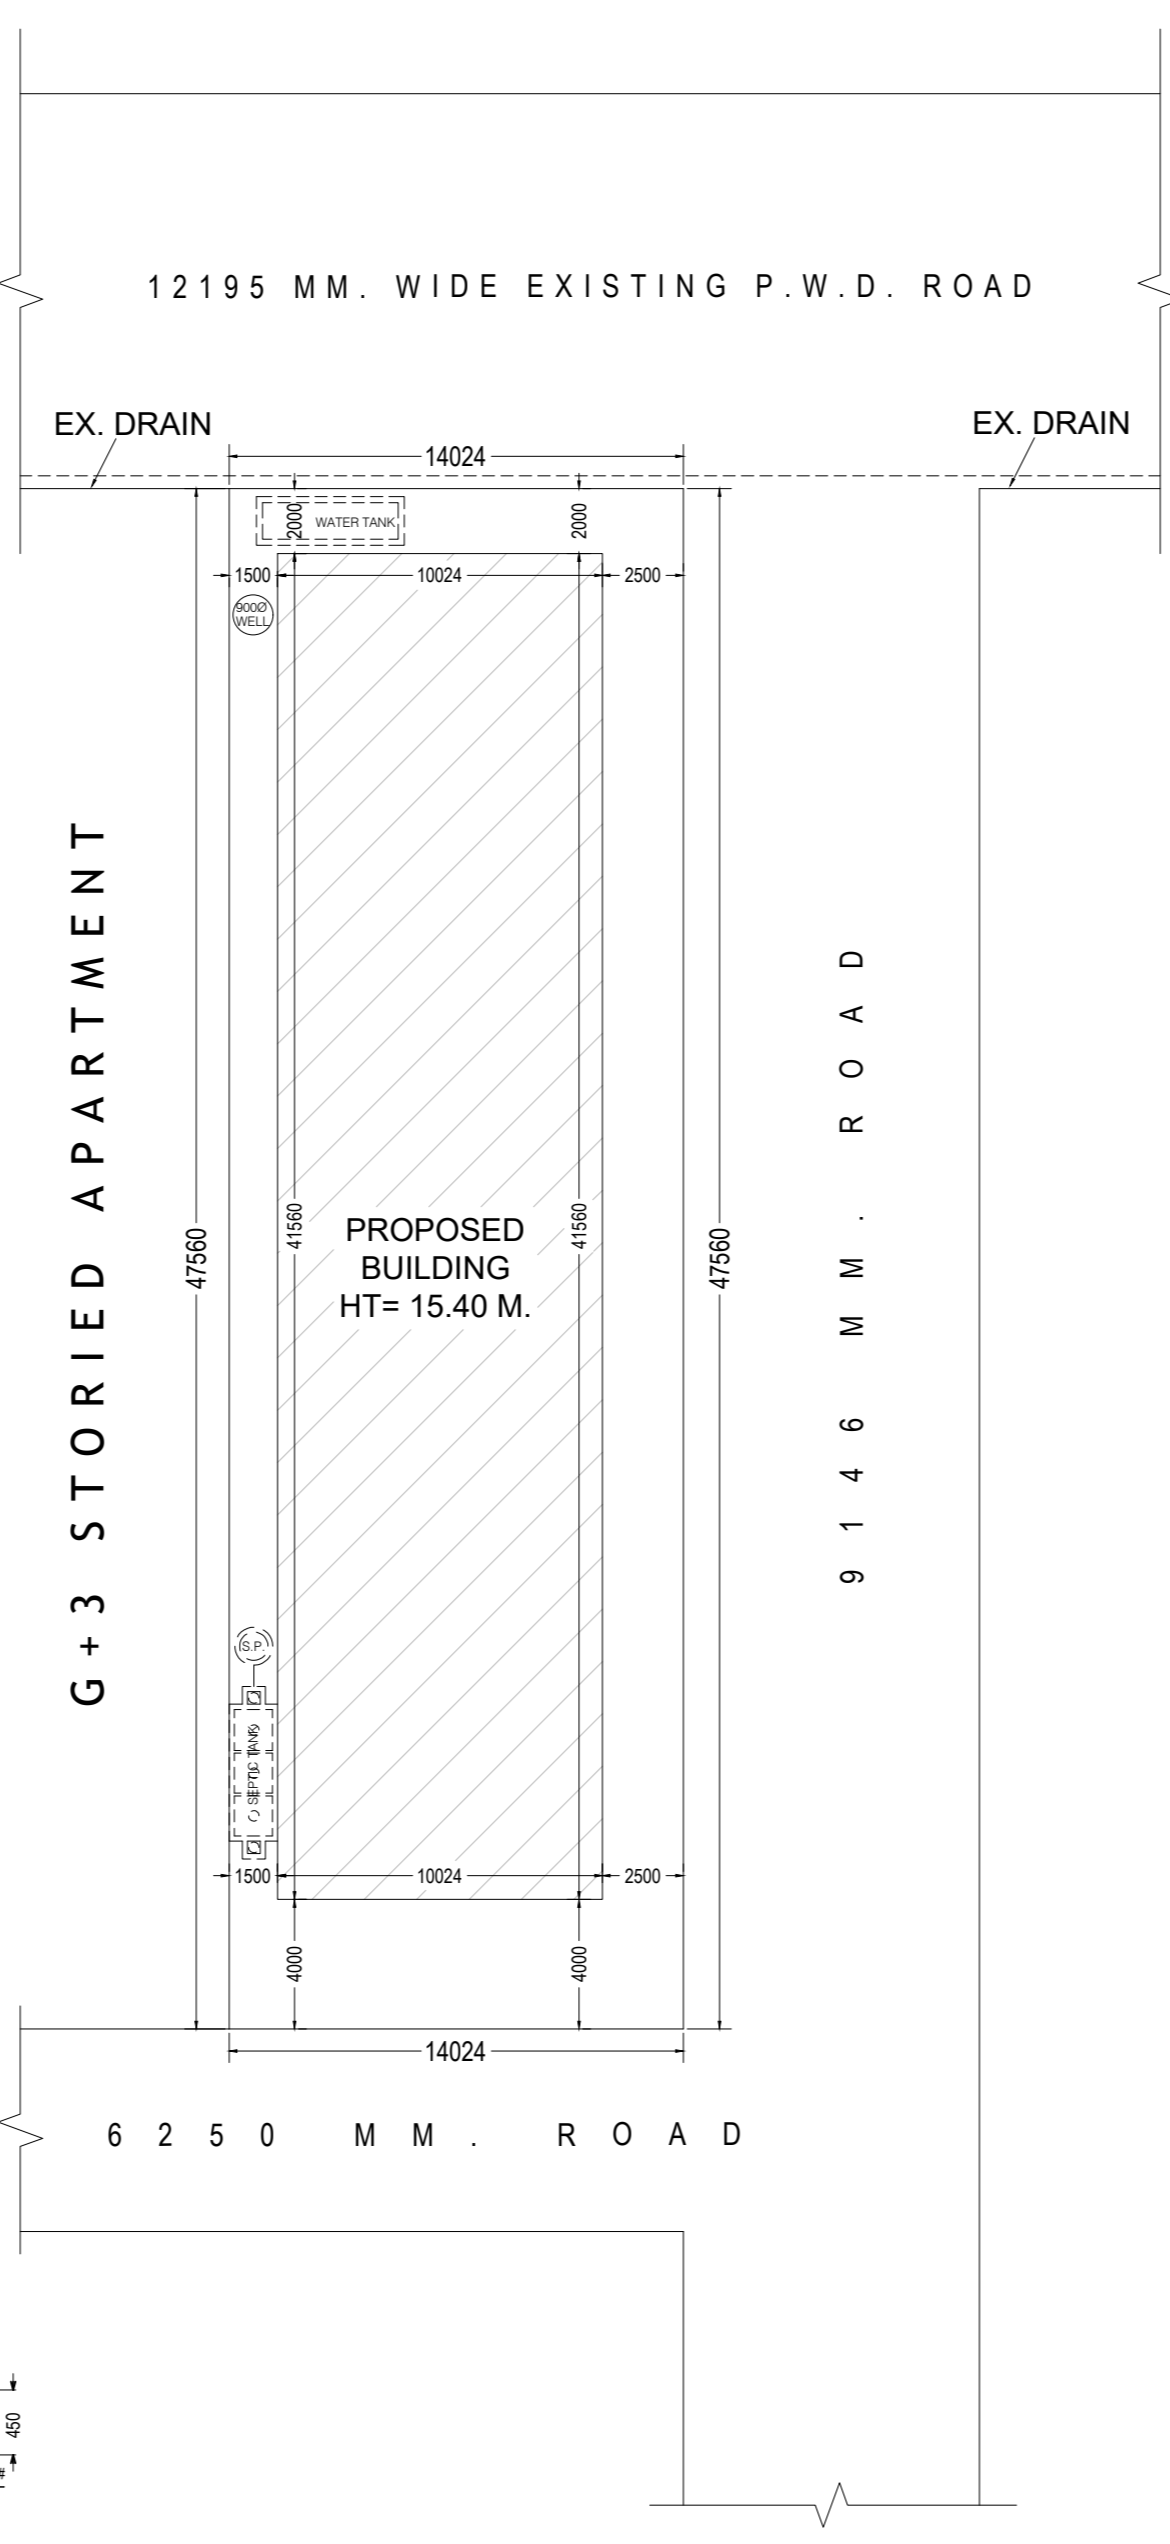 12195 MM. WIDE EXISTING P.W.D. ROAD
EX. DRAIN
EX. DRAIN
14024
2000
WATER TANK
2000
1500
10024
2500
900Ø
WELL
G+3 STORIED APARTMENT
47560
41560
PROPOSED
BUILDING
HT= 15.40 M.
41560
47560
9146 MM. ROAD
S.P.
SEPTIC TANK
1500
10024
2500
4000
4000
14024
6250 MM. ROAD
450